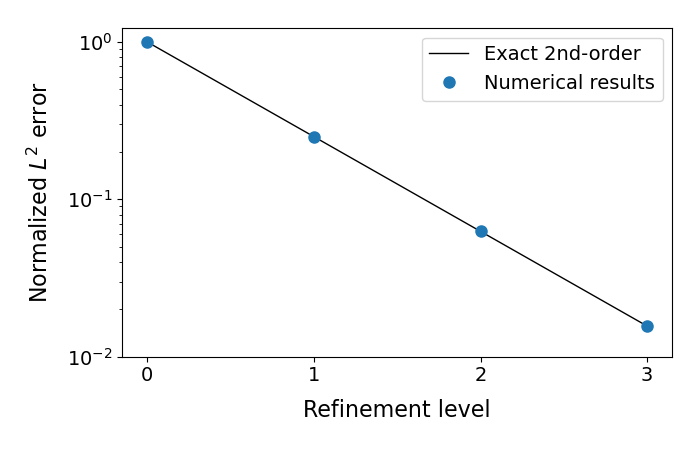 10⁰
10⁻¹
10⁻²
Normalized L² error
Exact 2nd-order
Numerical results
0 1 2 3
Refinement level